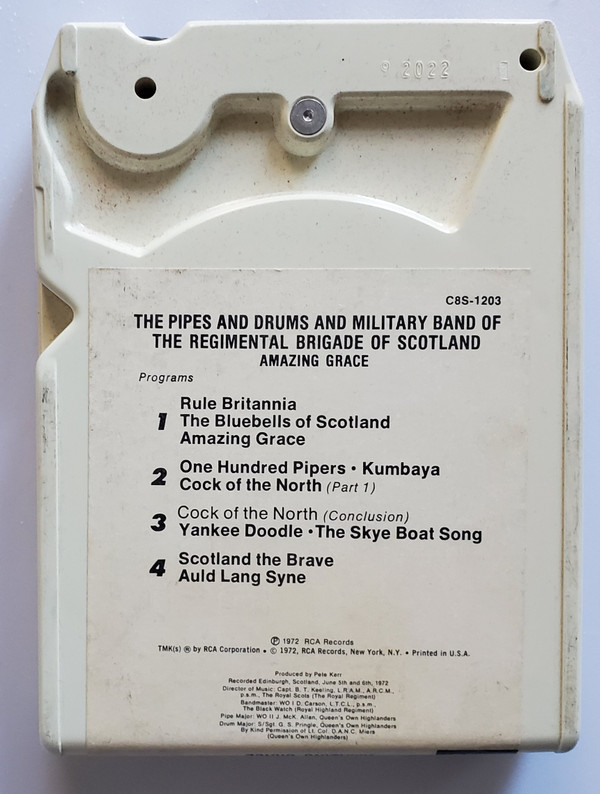 2022
C8S-1203
THE PIPES AND DRUMS AND MILITARY BAND OF
THE REGIMENTAL BRIGADE OF SCOTLAND
AMAZING GRACE
Programs
1 Rule Britannia
The Bluebells of Scotland
Amazing Grace
2 One Hundred Pipers • Kumbaya
Cock of the North (Part 1)
3 Cock of the North (Conclusion)
Yankee Doodle • The Skye Boat Song
4 Scotland the Brave
Auld Lang Syne
℗ 1972 RCA Records
TMK(s) ® by RCA Corporation • © 1972, RCA Records, New York, N.Y. • Printed in U.S.A.
Produced by Pete Kerr
Recorded Edinburgh, Scotland, June 5th and 6th, 1972
Director of Music: Capt. B. T. Keeling, L.R.A.M., A.R.C.M.,
p.s.m., The Royal Scots (The Royal Regiment)
Bandmaster: WO I D. Carson, L.T.C.L., p.s.m.,
The Black Watch (Royal Highland Regiment)
Pipe Major: WO II J. McK. Allan, Queen's Own Highlanders
Drum Major: S/Sgt. G. S. Pringle, Queen's Own Highlanders
By Kind Permission of Lt. Col. D.A.N.C. Miers
(Queen's Own Highlanders)